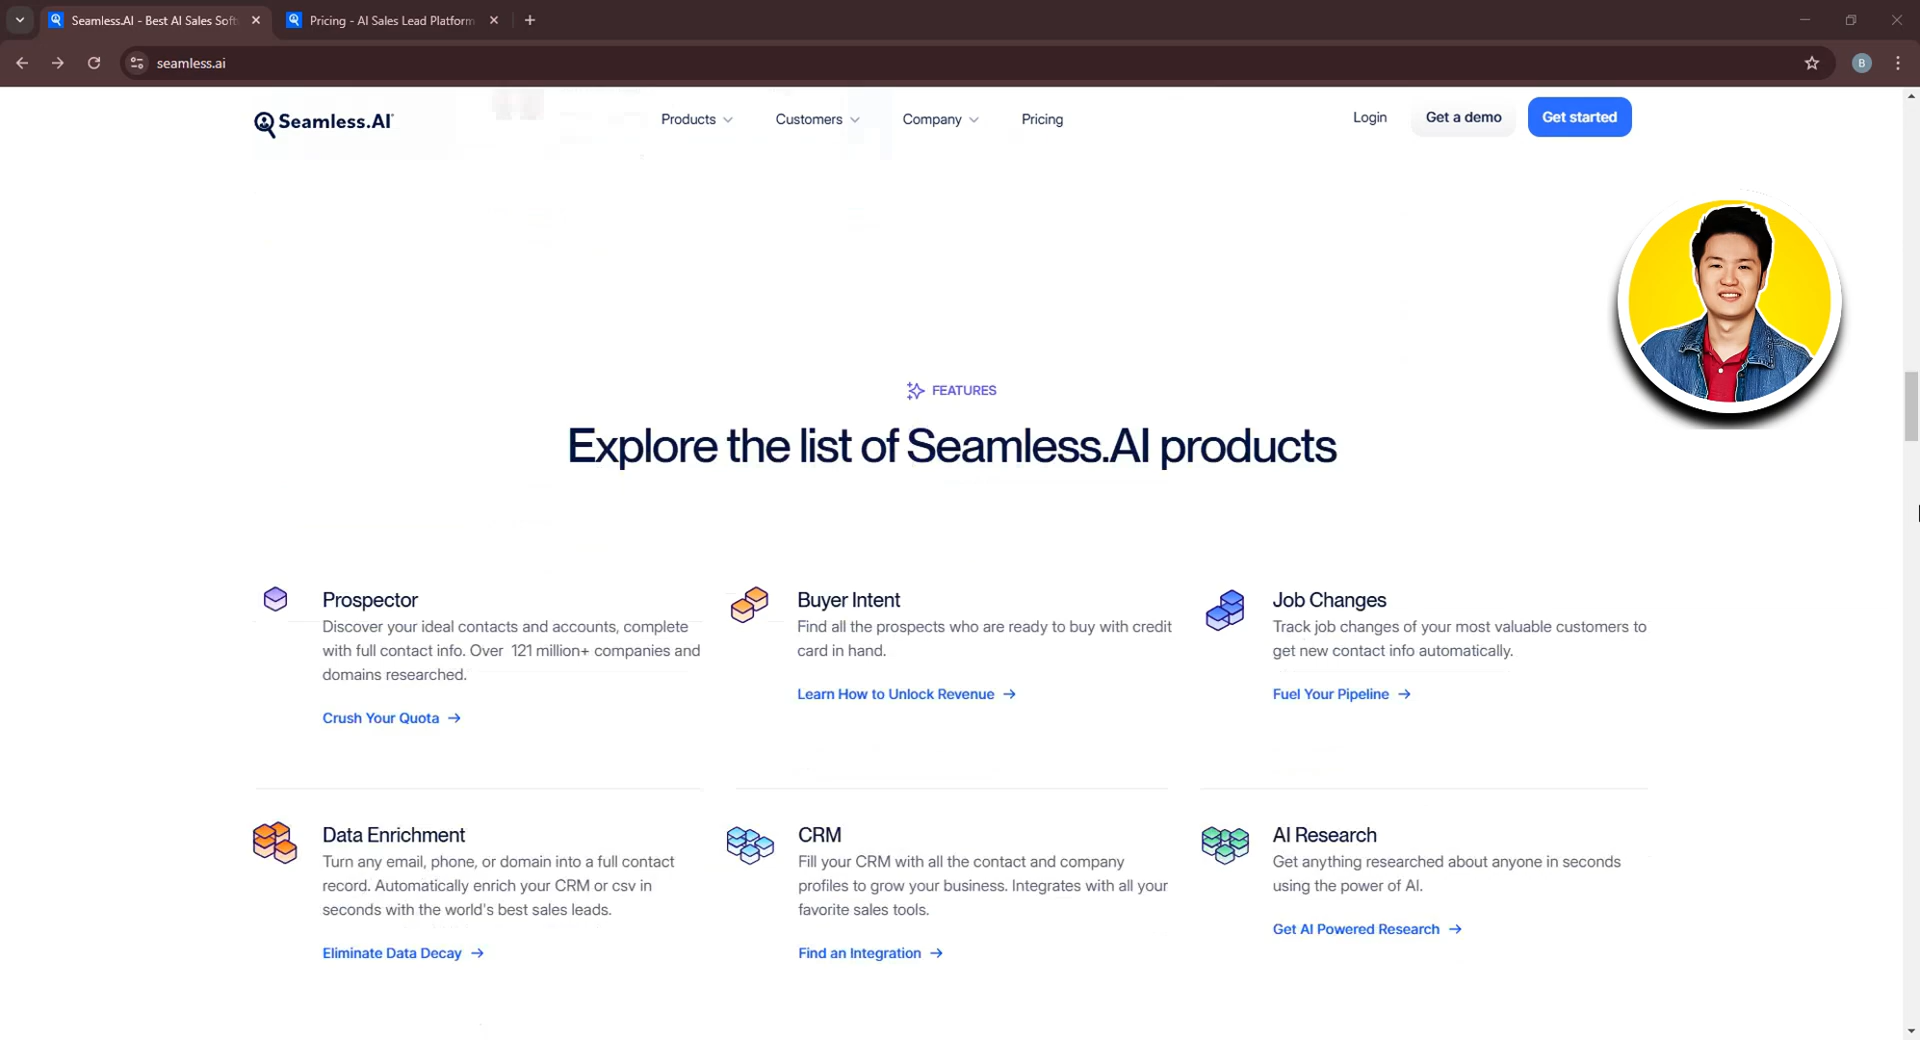 Seamless.AI - Best AI Sales Soft
Pricing - AI Sales Lead Platform
seamless.ai
B
Seamless.AI
Products
Customers
Company
Pricing
Login
Get a demo
Get started
FEATURES
Explore the list of Seamless.AI products
Prospector
Discover your ideal contacts and accounts, complete
with full contact info. Over 121 million+ companies and
domains researched.
Crush Your Quota →
Buyer Intent
Find all the prospects who are ready to buy with credit
card in hand.
Learn How to Unlock Revenue →
Job Changes
Track job changes of your most valuable customers to
get new contact info automatically.
Fuel Your Pipeline →
Data Enrichment
Turn any email, phone, or domain into a full contact
record. Automatically enrich your CRM or csv in
seconds with the world's best sales leads.
Eliminate Data Decay →
CRM
Fill your CRM with all the contact and company
profiles to grow your business. Integrates with all your
favorite sales tools.
Find an Integration →
AI Research
Get anything researched about anyone in seconds
using the power of AI.
Get AI Powered Research →